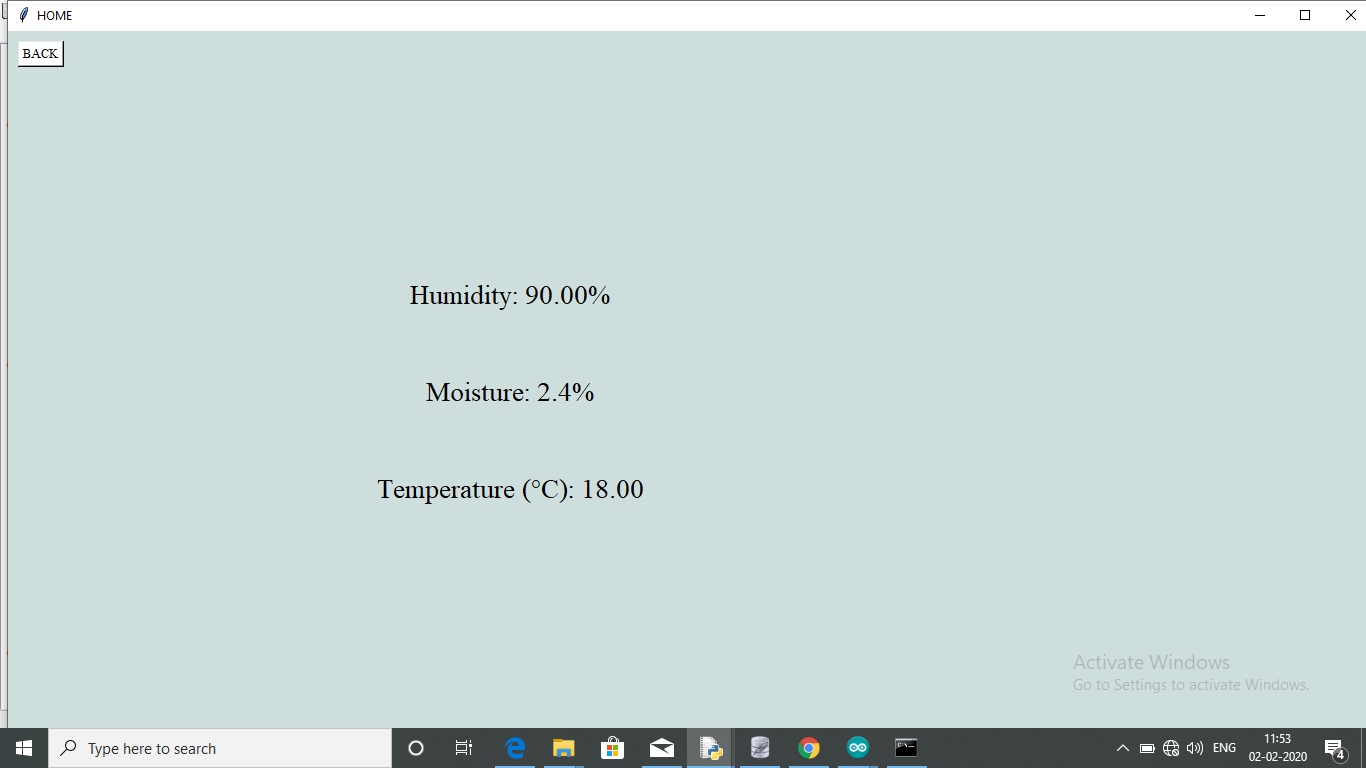 HOME
BACK
Humidity: 90.00%
Moisture: 2.4%
Temperature (°C): 18.00
Activate Windows
Go to Settings to activate Windows.
Type here to search
ENG
11:53
02-02-2020
4